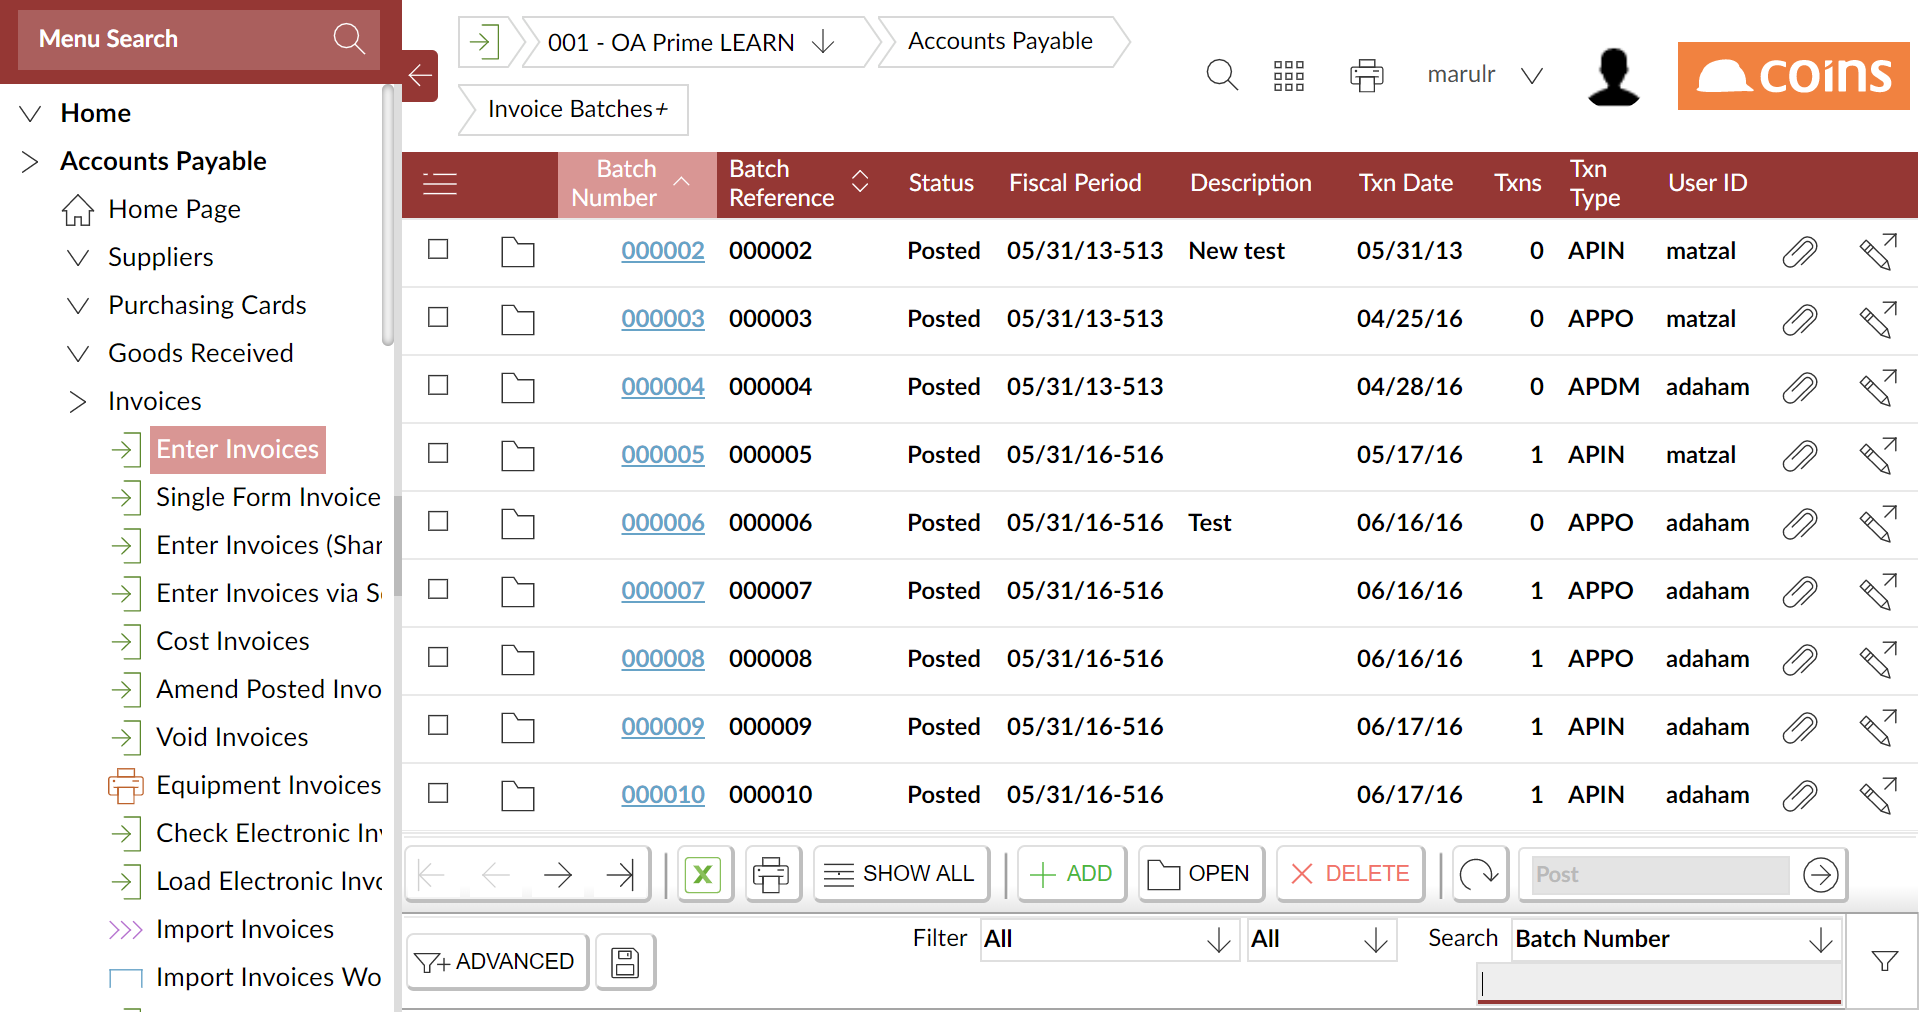 Menu Search
Home
Accounts Payable
Home Page
Suppliers
Purchasing Cards
Goods Received
Invoices
Enter Invoices
Single Form Invoice
Enter Invoices (Shar
Enter Invoices via S
Cost Invoices
Amend Posted Invo
Void Invoices
Equipment Invoices
Check Electronic Inv
Load Electronic Invo
Import Invoices
Import Invoices Wo
001 - OA Prime LEARN
Accounts Payable
Invoice Batches+
marulr
coins
Batch Number Batch Reference Status Fiscal Period Description Txn Date Txns Txn Type User ID
000002 000002 Posted 05/31/13-513 New test 05/31/13 0 APIN matzal
000003 000003 Posted 05/31/13-513 04/25/16 0 APPO matzal
000004 000004 Posted 05/31/13-513 04/28/16 0 APDM adaham
000005 000005 Posted 05/31/16-516 05/17/16 1 APIN matzal
000006 000006 Posted 05/31/16-516 Test 06/16/16 0 APPO adaham
000007 000007 Posted 05/31/16-516 06/16/16 1 APPO adaham
000008 000008 Posted 05/31/16-516 06/16/16 1 APPO adaham
000009 000009 Posted 05/31/16-516 06/17/16 1 APIN adaham
000010 000010 Posted 05/31/16-516 06/17/16 1 APIN adaham
X SHOW ALL ADD OPEN DELETE Post
ADVANCED Filter All All Search Batch Number